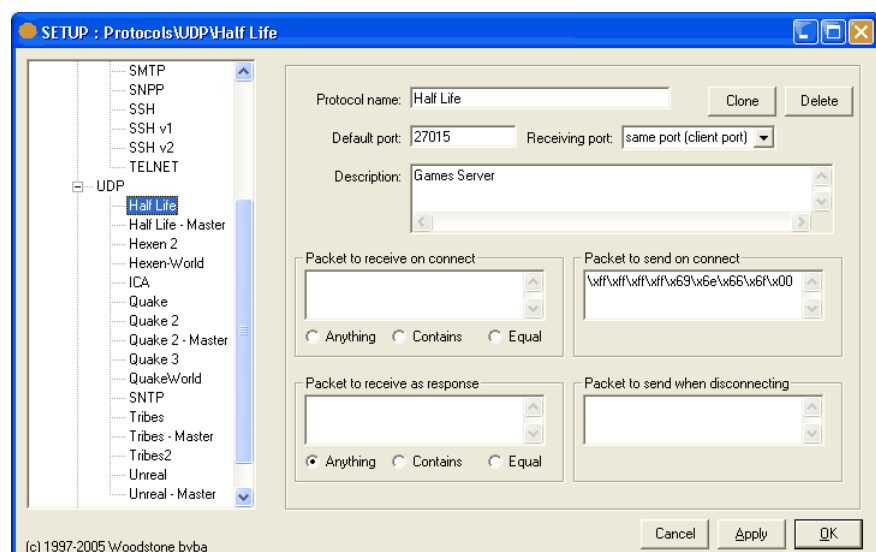 SETUP : Protocols\UDP\Half Life
SMTP
SNPP
SSH
SSH v1
SSH v2
TELNET
UDP
Half Life
Half Life - Master
Hexen 2
Hexen-World
ICA
Quake
Quake 2
Quake 2 - Master
Quake 3
QuakeWorld
SNTP
Tribes
Tribes - Master
Tribes2
Unreal
Unreal - Master
Protocol name: Half Life Clone Delete
Default port: 27015 Receiving port: same port (client port)
Description: Games Server
Packet to receive on connect
Anything Contains Equal
Packet to send on connect
\xff\xff\xff\xff\x69\x6e\x66\x6f\x00
Packet to receive as response
Anything Contains Equal
Packet to send when disconnecting
(c) 1997-2005 Woodstone bvba
Cancel Apply OK